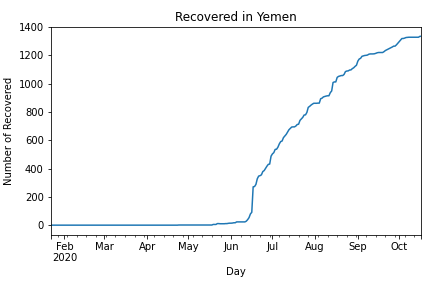 Recovered in Yemen
Number of Recovered
1400
1200
1000
800
600
400
200
0
Feb Mar Apr May Jun Jul Aug Sep Oct
2020
Day